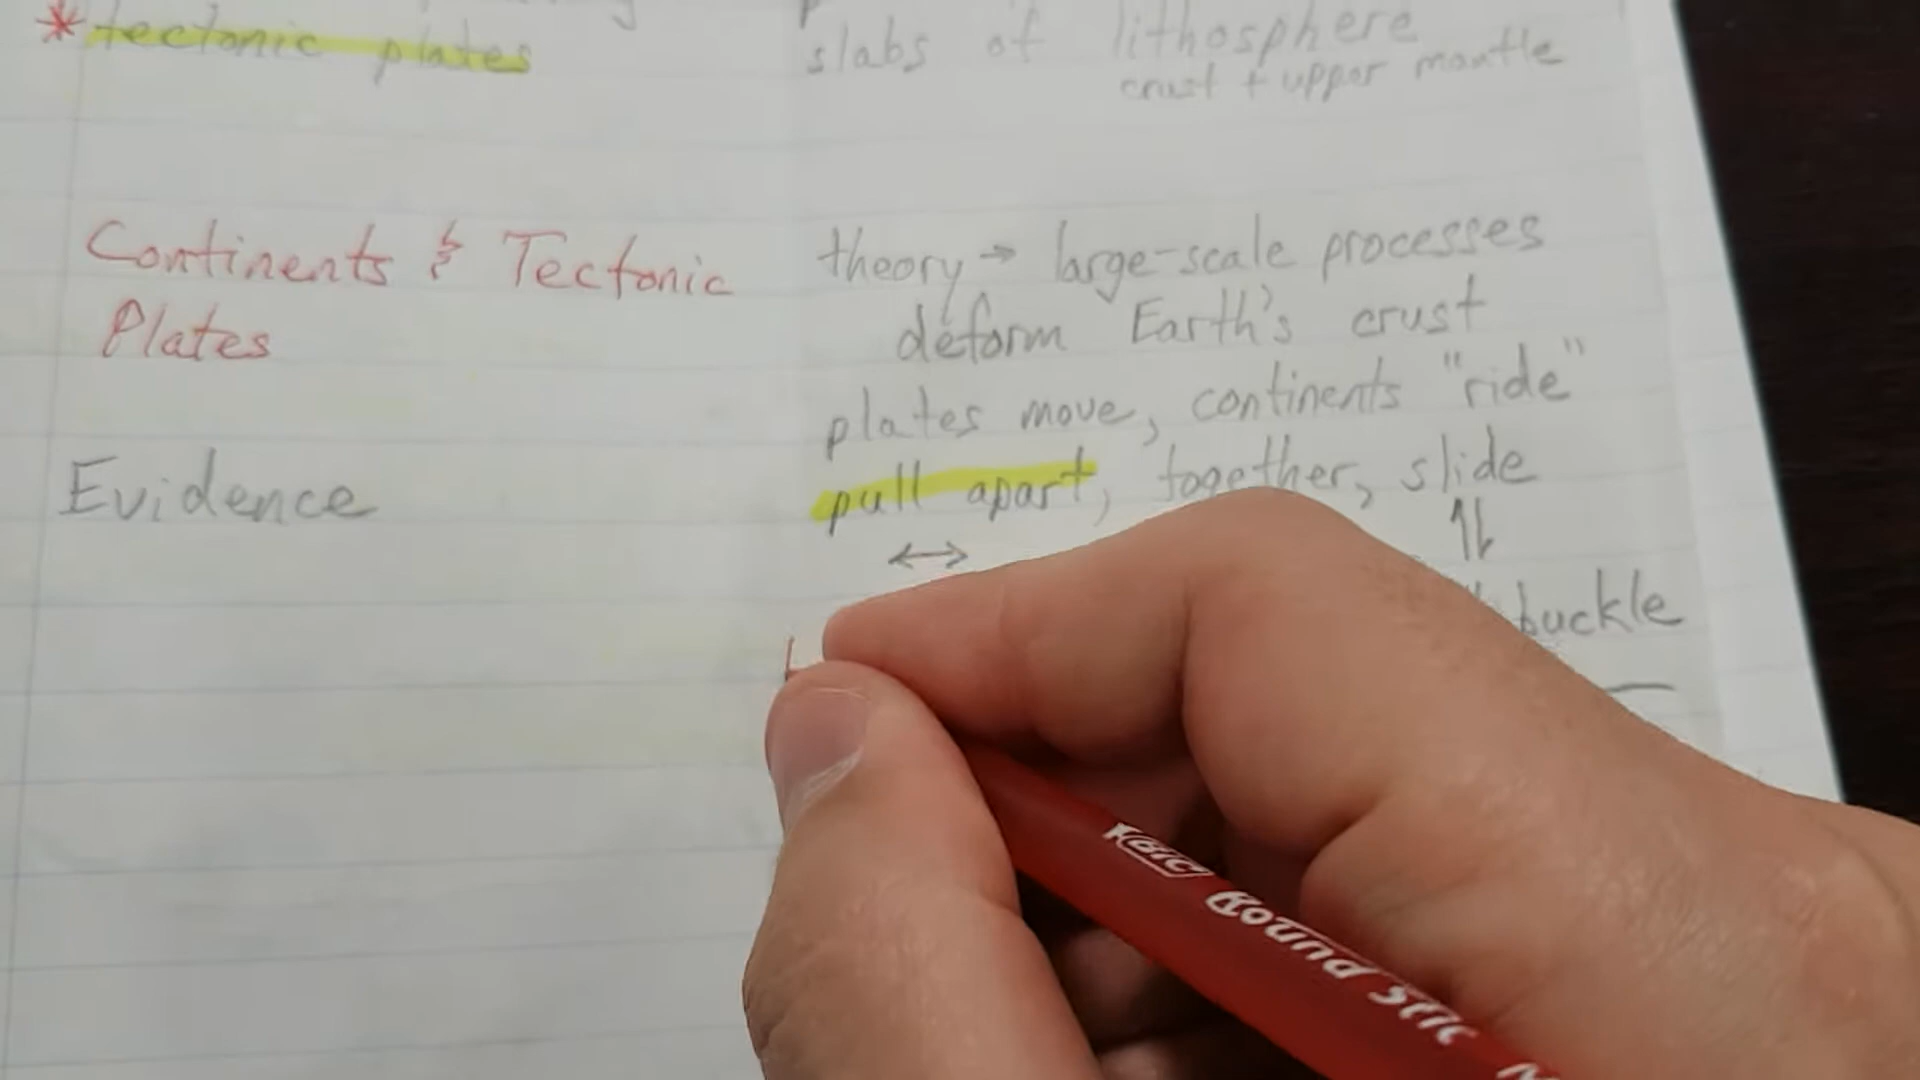 *tectonic plates
slabs of lithosphere
crust + upper mantle
Continents & Tectonic
Plates
theory → large-scale processes
deform Earth's crust
plates move, continents "ride"
pull apart, together, slide
↔ ⥮
Evidence
buckle
BIC Round Stic M